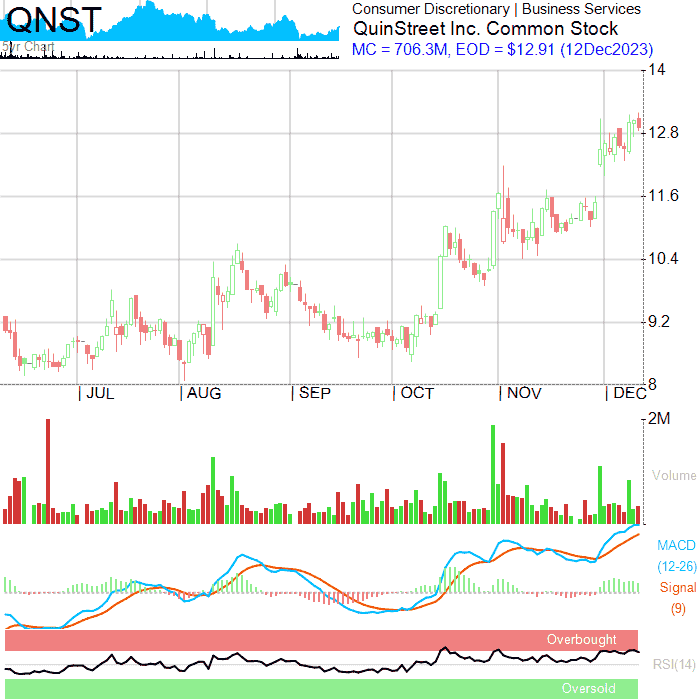 QNST
5yr Chart
Consumer Discretionary | Business Services
QuinStreet Inc. Common Stock
MC = 706.3M, EOD = $12.91 (12Dec2023)
14
12.8
11.6
10.4
9.2
8
JUL
AUG
SEP
OCT
NOV
DEC
2M
Volume
MACD
(12-26)
Signal
(9)
Overbought
RSI(14)
Oversold